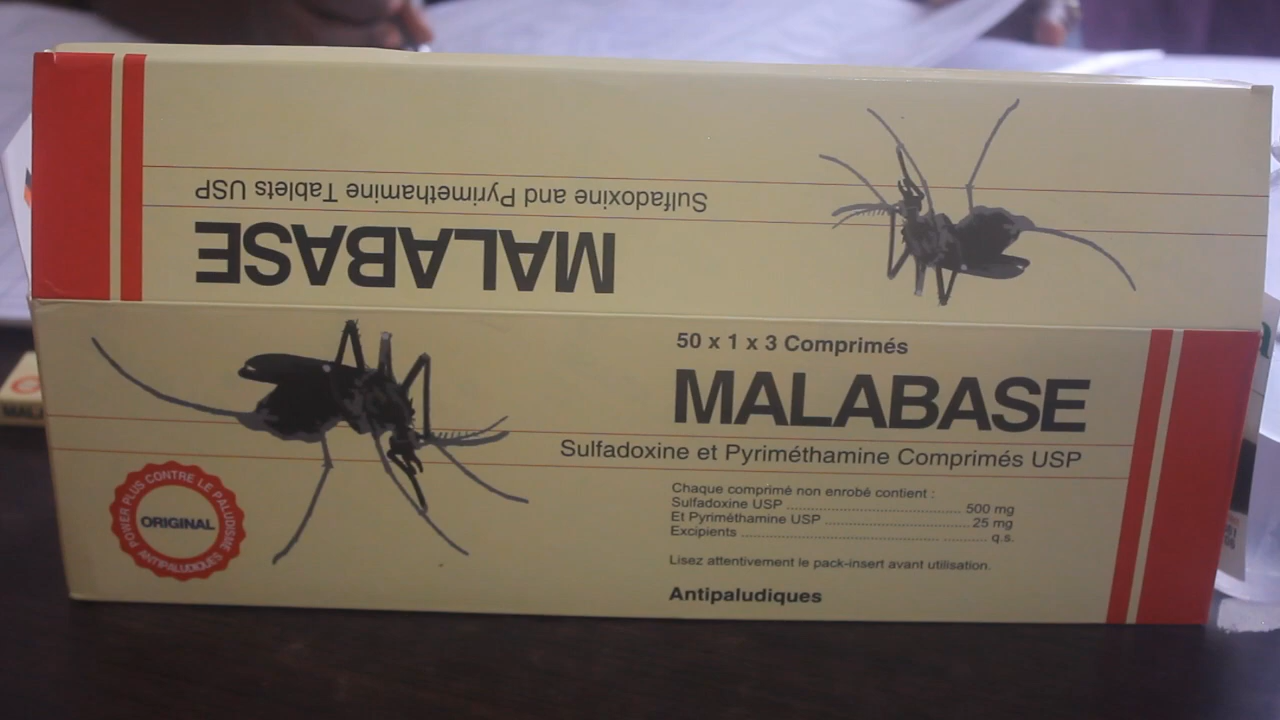 Sulfadoxine and Pyrimethamine Tablets USP
MALABASE
50 x 1 x 3 Comprimés
MALABASE
Sulfadoxine et Pyriméthamine Comprimés USP
Chaque comprimé non enrobé contient :
Sulfadoxine USP ........................................... 500 mg
Et Pyriméthamine USP .................................... 25 mg
Excipients ................................................ ........... q.s.
Lisez attentivement le pack-insert avant utilisation.
Antipaludiques
POWER PLUS CONTRE LE PALUDISME
ORIGINAL
ANTIPALUDIQUES
MALA